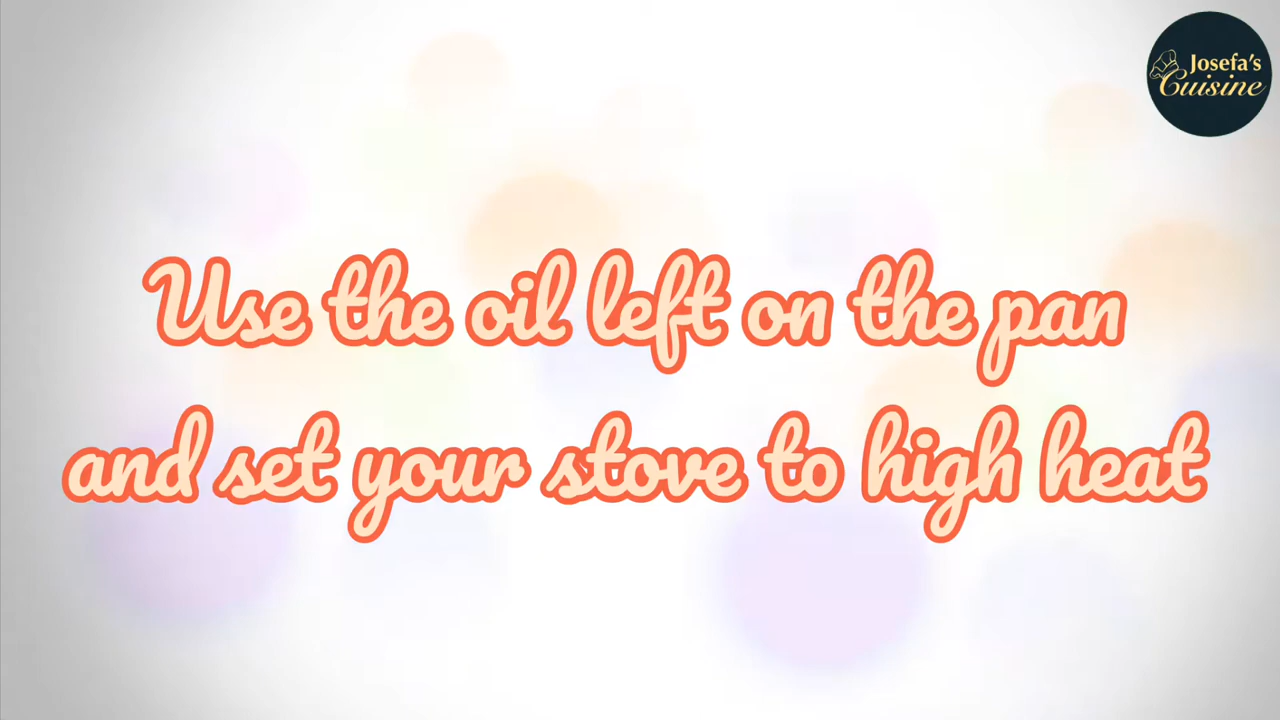 Josefa's
Cuisine
Use the oil left on the pan
and set your stove to high heat